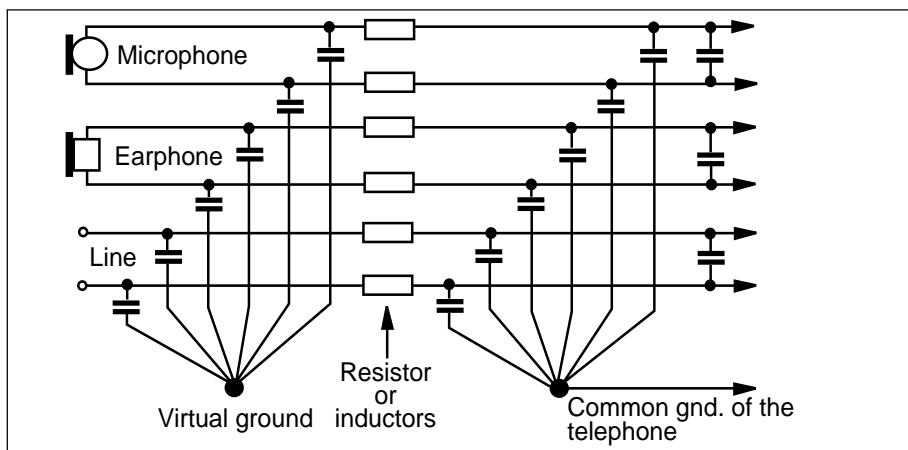 Microphone
Earphone
Line
Resistor
or
inductors
Virtual ground
Common gnd. of the
telephone